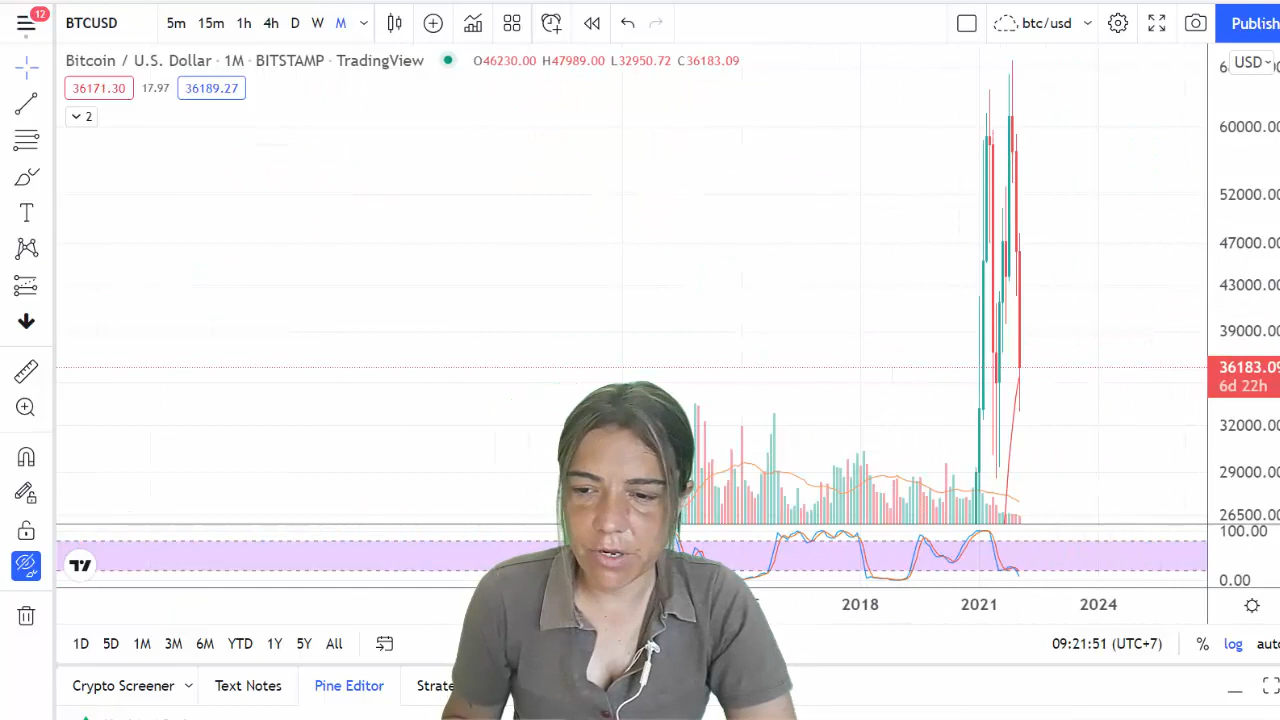 12
BTCUSD 5m 15m 1h 4h D W M btc/usd Publish
Bitcoin / U.S. Dollar · 1M · BITSTAMP · TradingView O46230.00 H47989.00 L32950.72 C36183.09 USD
36171.30 17.97 36189.27
2
60000.00
52000.00
47000.00
43000.00
39000.00
36183.09
6d 22h
32000.00
29000.00
26500.00
100.00
0.00
2018 2021 2024
1D 5D 1M 3M 6M YTD 1Y 5Y All 09:21:51 (UTC+7) % log auto
Crypto Screener Text Notes Pine Editor Strate